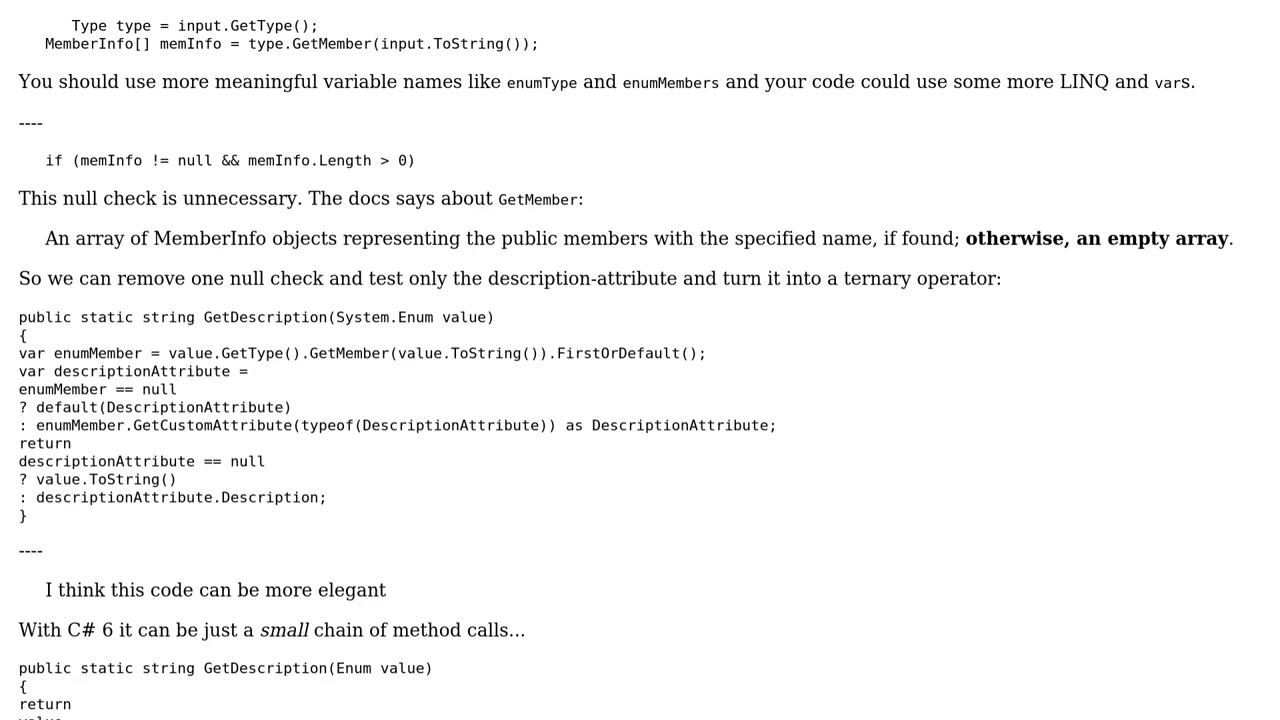 Type type = input.GetType();
MemberInfo[] memInfo = type.GetMember(input.ToString());
You should use more meaningful variable names like enumType and enumMembers and your code could use some more LINQ and vars.
----
if (memInfo != null && memInfo.Length > 0)
This null check is unnecessary. The docs says about GetMember:
An array of MemberInfo objects representing the public members with the specified name, if found; otherwise, an empty array.
So we can remove one null check and test only the description-attribute and turn it into a ternary operator:
public static string GetDescription(System.Enum value)
{
var enumMember = value.GetType().GetMember(value.ToString()).FirstOrDefault();
var descriptionAttribute =
enumMember == null
? default(DescriptionAttribute)
: enumMember.GetCustomAttribute(typeof(DescriptionAttribute)) as DescriptionAttribute;
return
descriptionAttribute == null
? value.ToString()
: descriptionAttribute.Description;
}
----
I think this code can be more elegant
With C# 6 it can be just a small chain of method calls...
public static string GetDescription(Enum value)
{
return